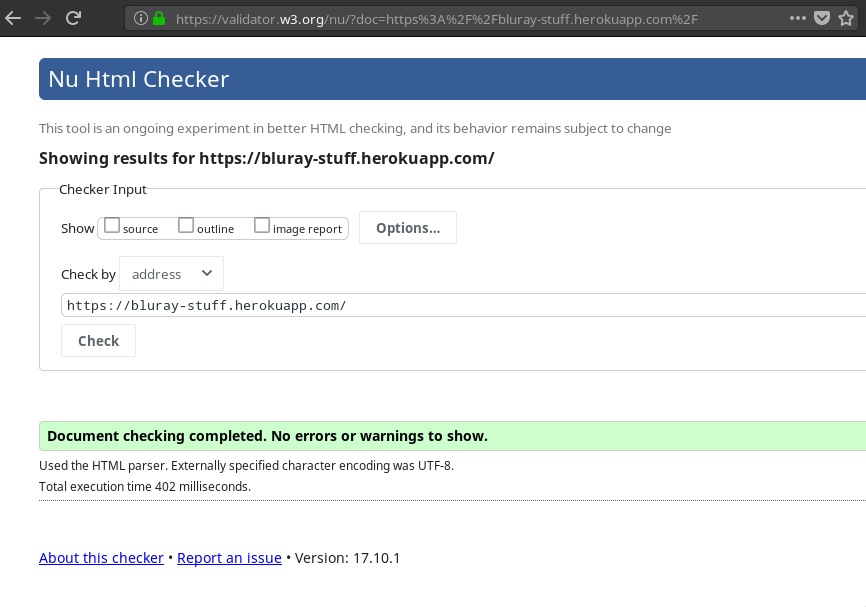 https://validator.w3.org/nu/?doc=https%3A%2F%2Fbluray-stuff.herokuapp.com%2F
Nu Html Checker
This tool is an ongoing experiment in better HTML checking, and its behavior remains subject to change
Showing results for https://bluray-stuff.herokuapp.com/
Checker Input
Show source outline image report Options...
Check by address
https://bluray-stuff.herokuapp.com/
Check
Document checking completed. No errors or warnings to show.
Used the HTML parser. Externally specified character encoding was UTF-8.
Total execution time 402 milliseconds.
About this checker • Report an issue • Version: 17.10.1